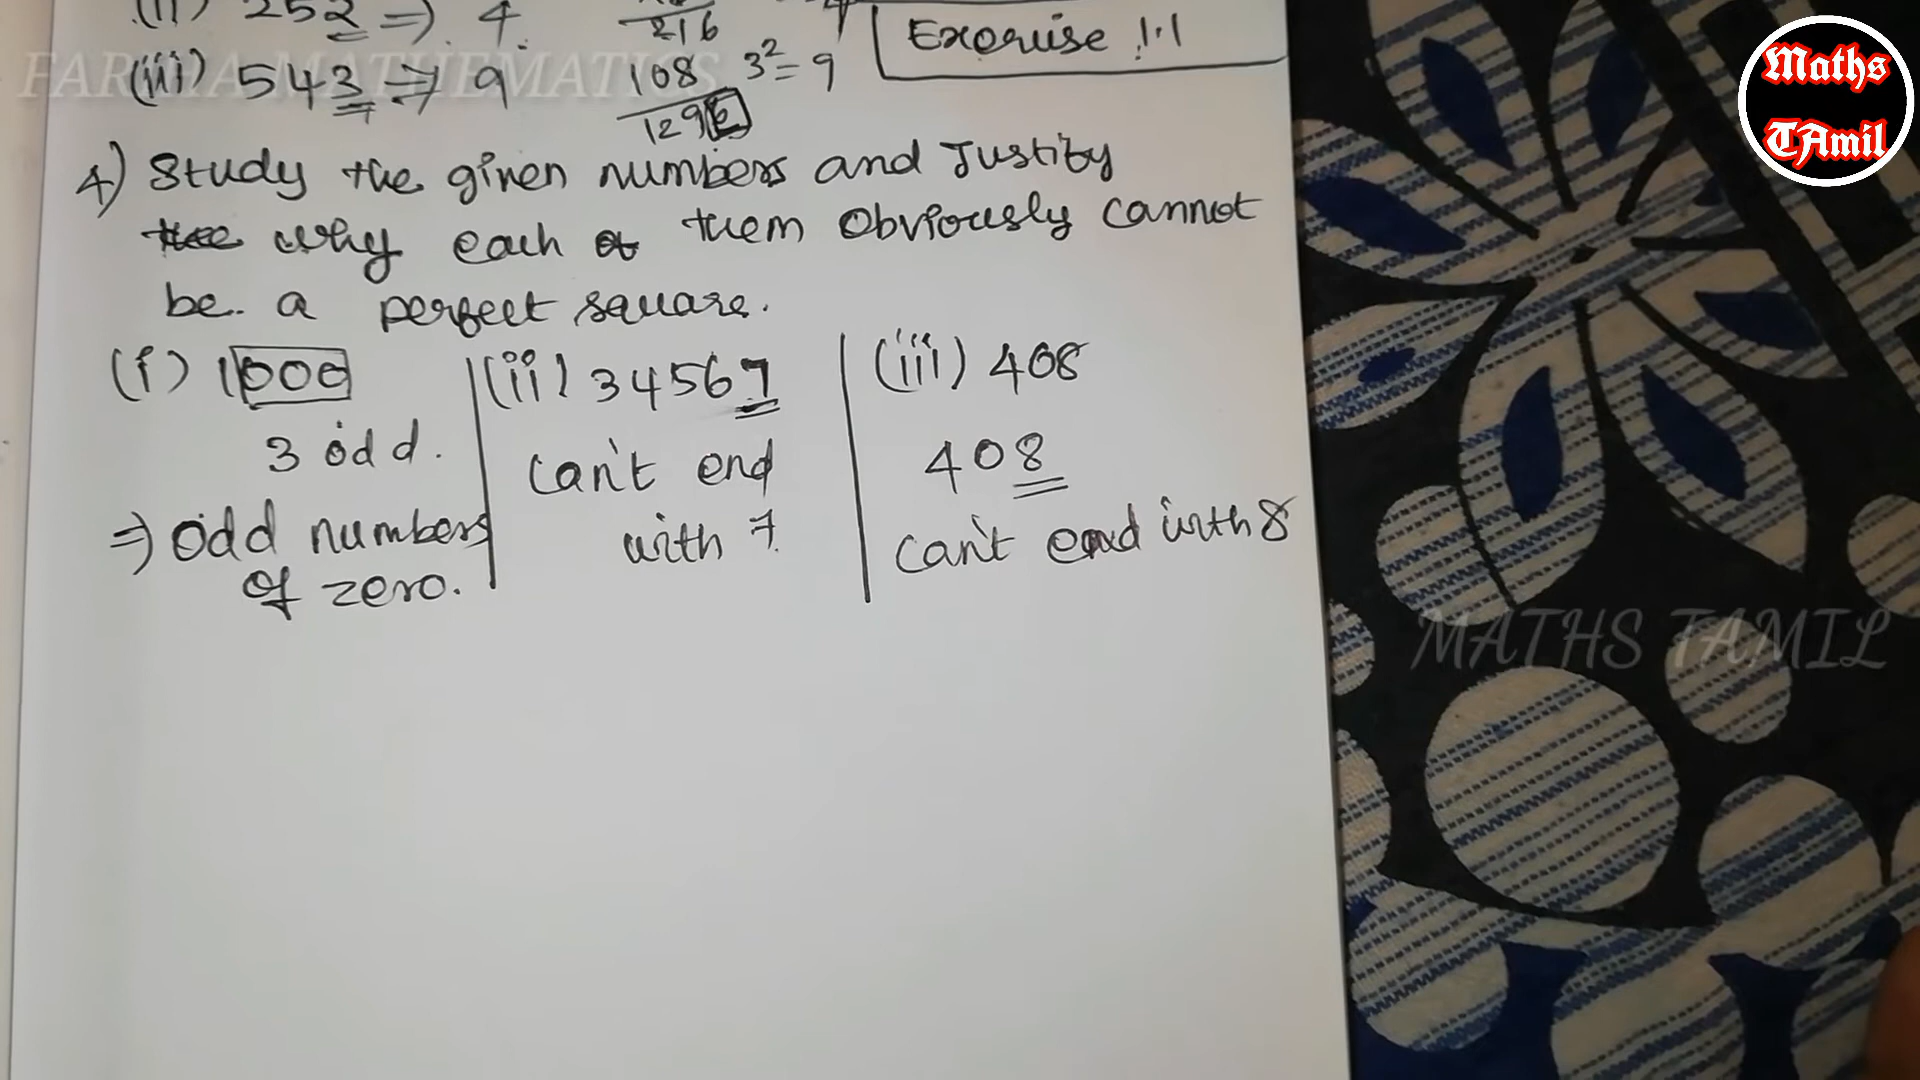 (ii) 252 ⇒ 4.
216
Exercise 1.1
(iii) 543 ⇒ 9
108 3² = 9
1296
FARHA MATHEMATICS
Maths
TAmil
4) Study the given numbers and Justify
why each of them obviously cannot
be a perfect square.
(i) 1000
3 odd.
⇒ odd numbers
of zero.
(ii) 34567
can't end
with 7.
(iii) 408
408
can't end with 8
MATHS TAMIL